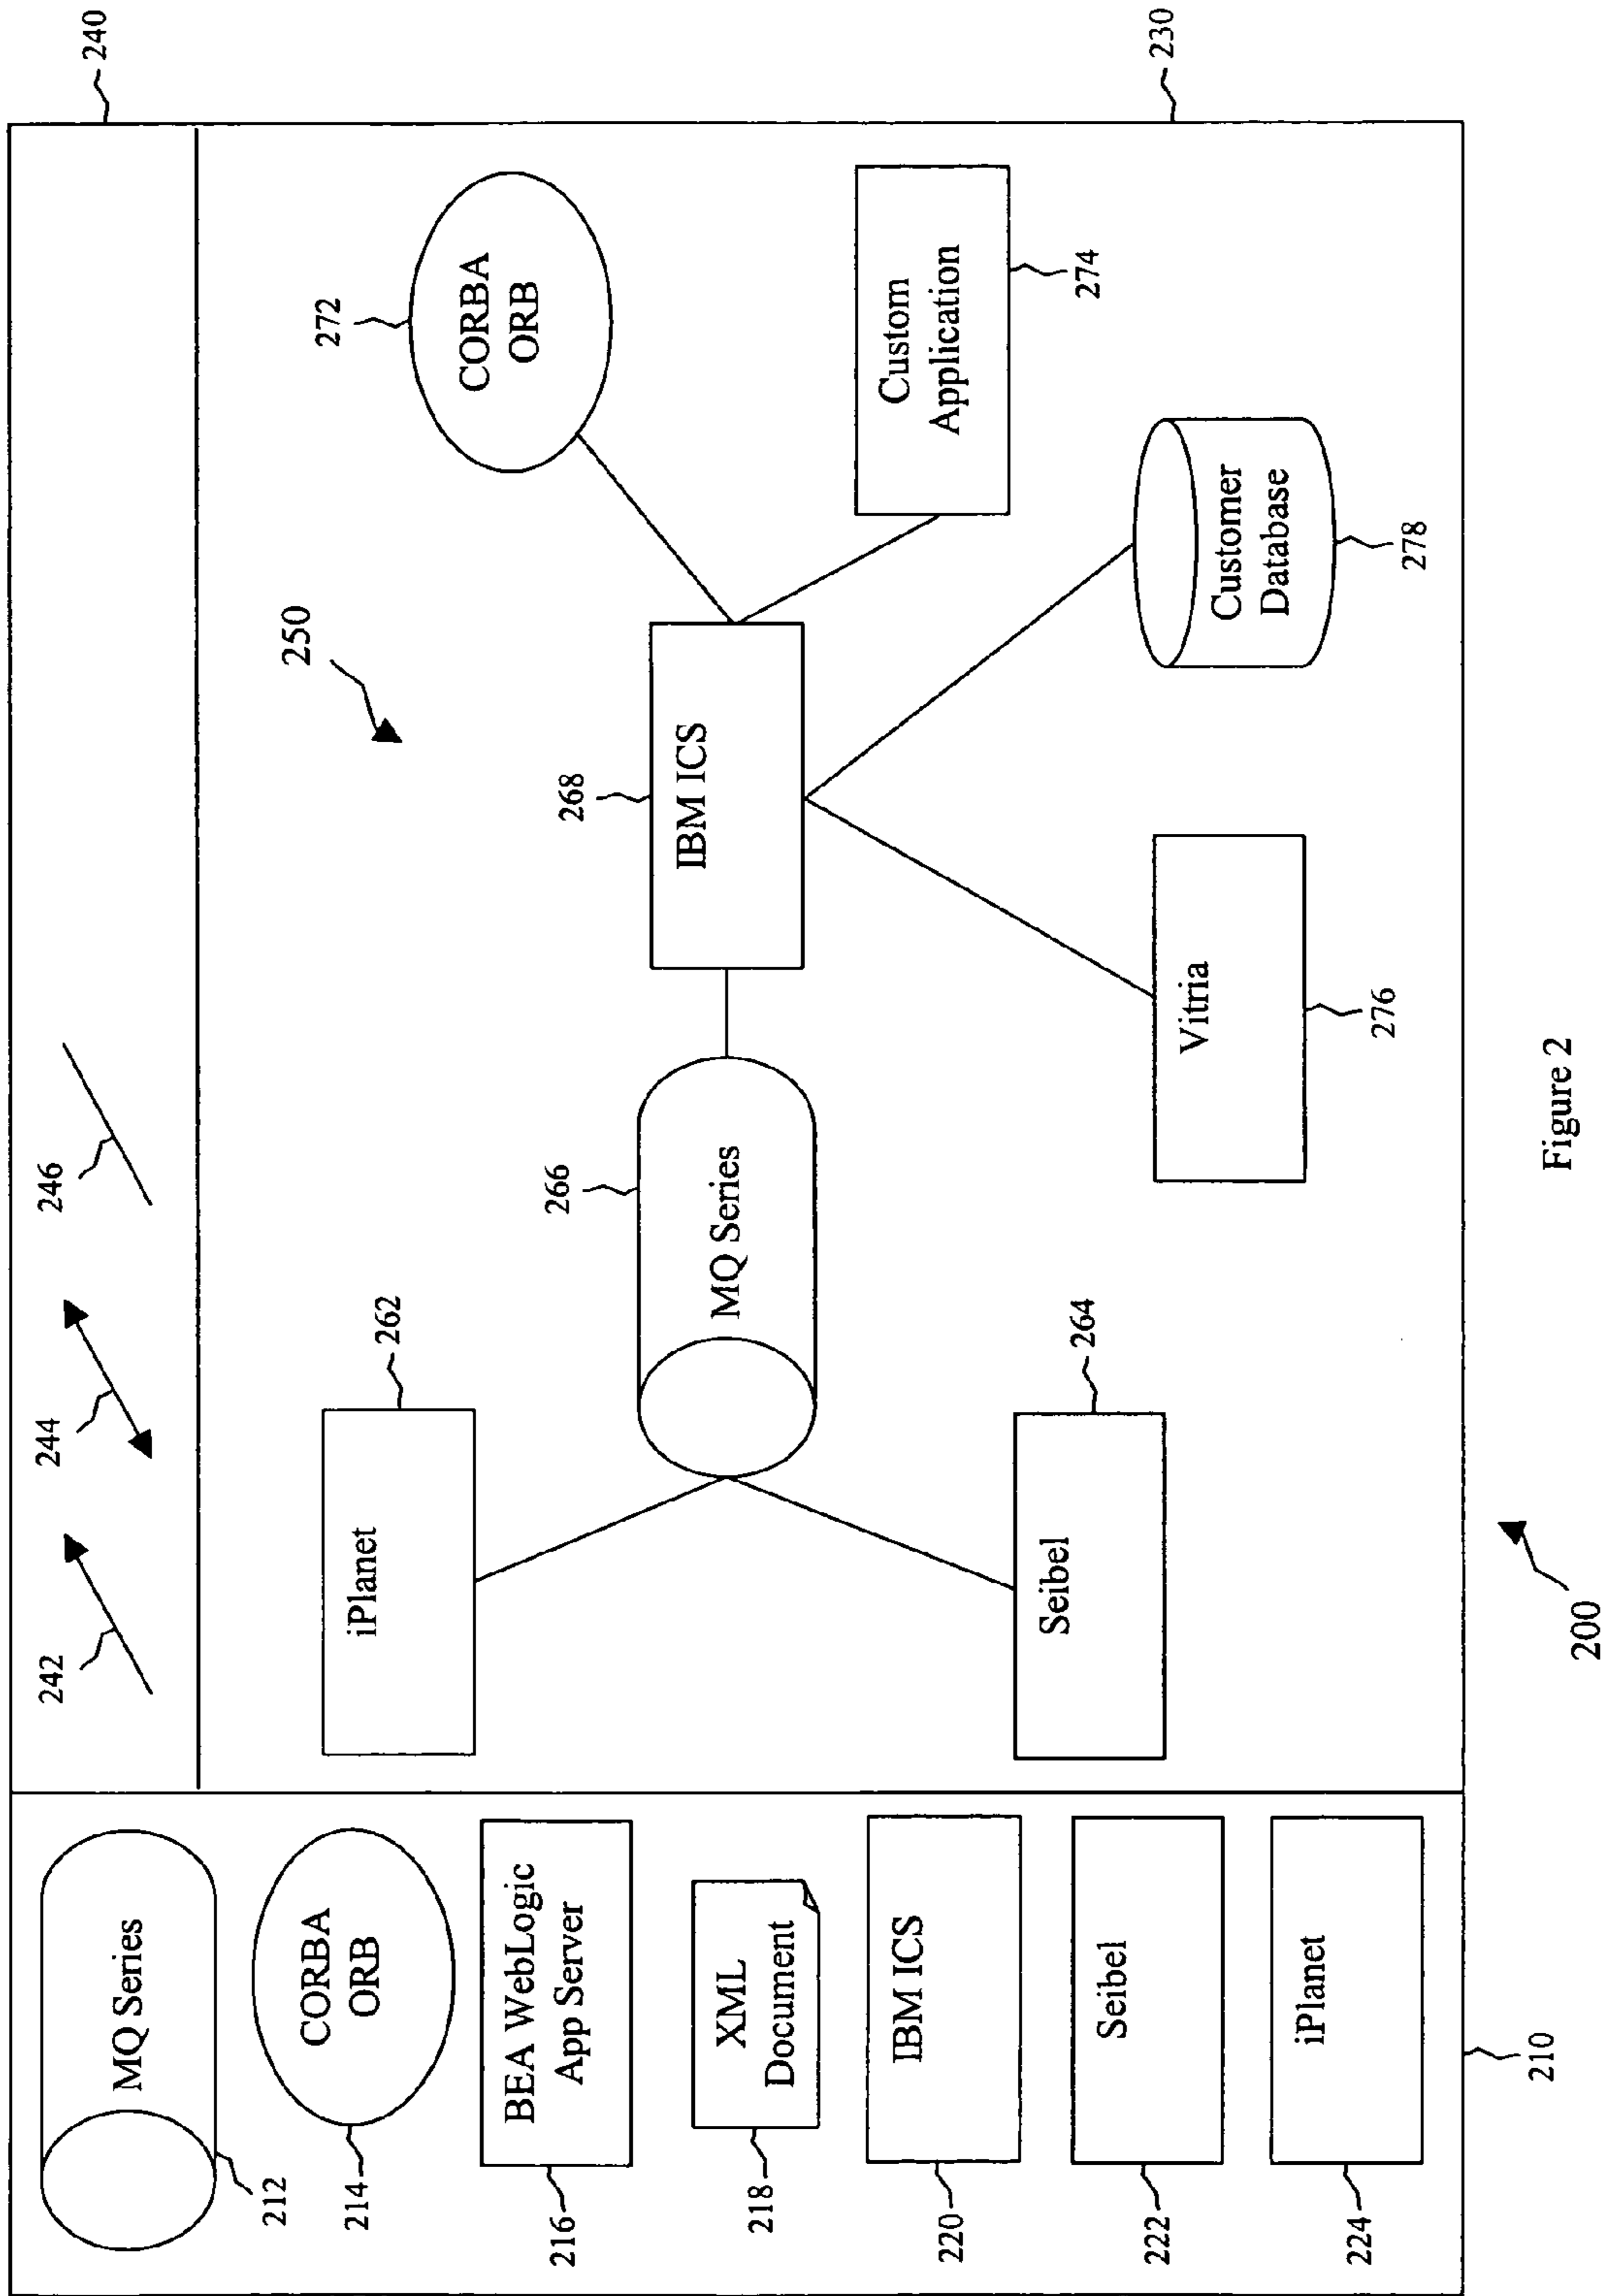 240
242
244
246
MQ Series
212
CORBA
ORB
214
BEA WebLogic
App Server
216
XML
Document
218
IBM ICS
220
Seibel
222
iPlanet
224
210
250
iPlanet
262
272
CORBA
ORB
268
IBM ICS
266
MQ Series
Custom
Application
274
Seibel
264
Vitria
276
Customer
Database
278
230
200
Figure 2